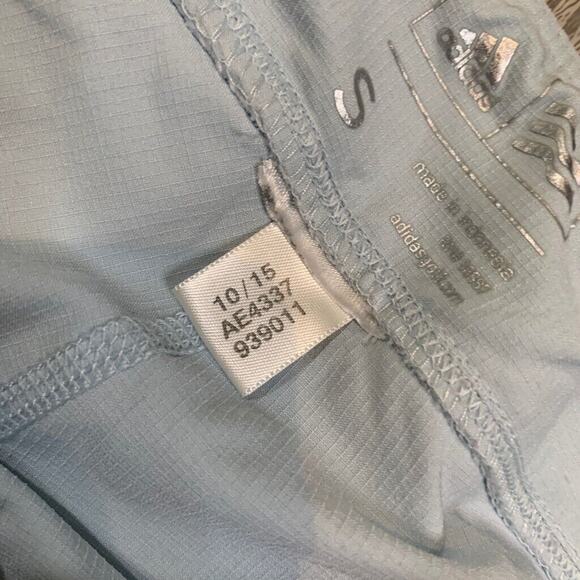 adidas
S
made in Indonesia
adidas.com
10/15
AE4337
939011